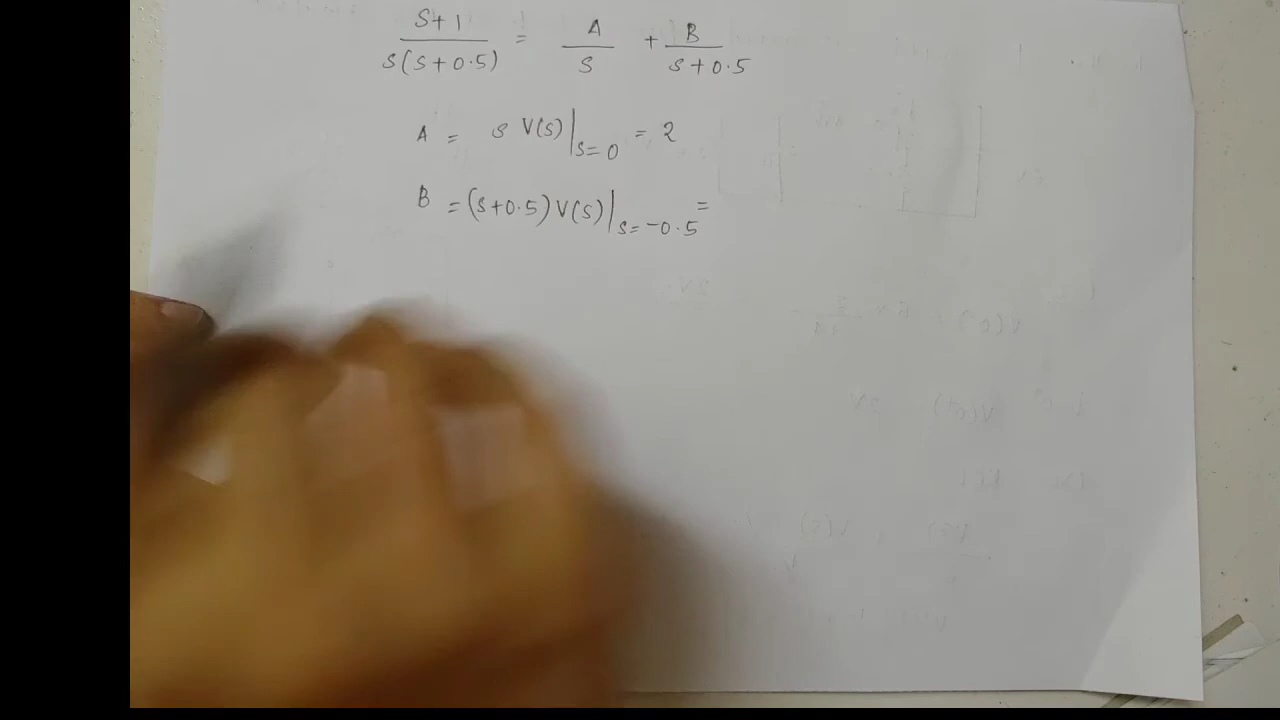 S+1 / s(s+0.5) = A / s + B / s+0.5
A = s V(s)|s=0 = 2
B = (s+0.5)V(s)|s=-0.5 =